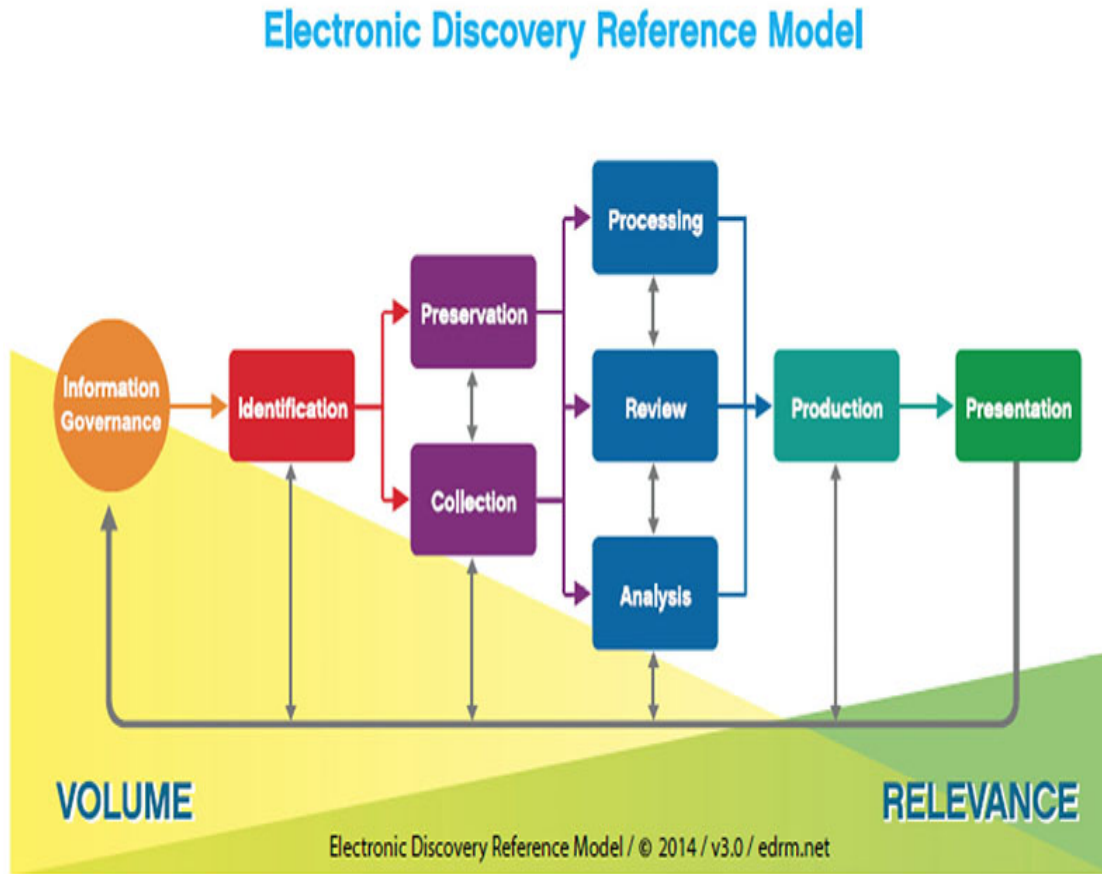 Electronic Discovery Reference Model
Processing
Preservation
Information
Governance
Identification
Review
Production
Presentation
Collection
Analysis
VOLUME
RELEVANCE
Electronic Discovery Reference Model / © 2014 / v3.0 / edrm.net